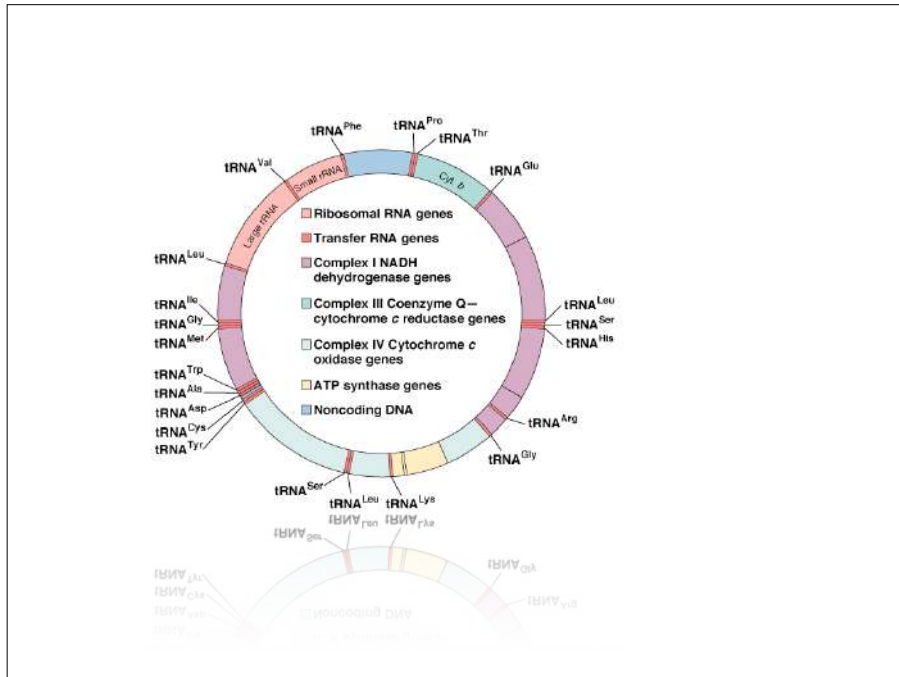 tRNAPhe
tRNAPro
tRNAThr
tRNAVal
tRNAGlu
Small rRNA
Cyt b
Large rRNA
Ribosomal RNA genes
Transfer RNA genes
Complex I NADH
dehydrogenase genes
Complex III Coenzyme Q—
cytochrome c reductase genes
Complex IV Cytochrome c
oxidase genes
ATP synthase genes
Noncoding DNA
tRNALeu
tRNAIle
tRNAGly
tRNAMet
tRNATrp
tRNAAla
tRNAAsp
tRNACys
tRNATyr
tRNALeu
tRNASer
tRNAHis
tRNAArg
tRNAGly
tRNASer
tRNALeu
tRNALys